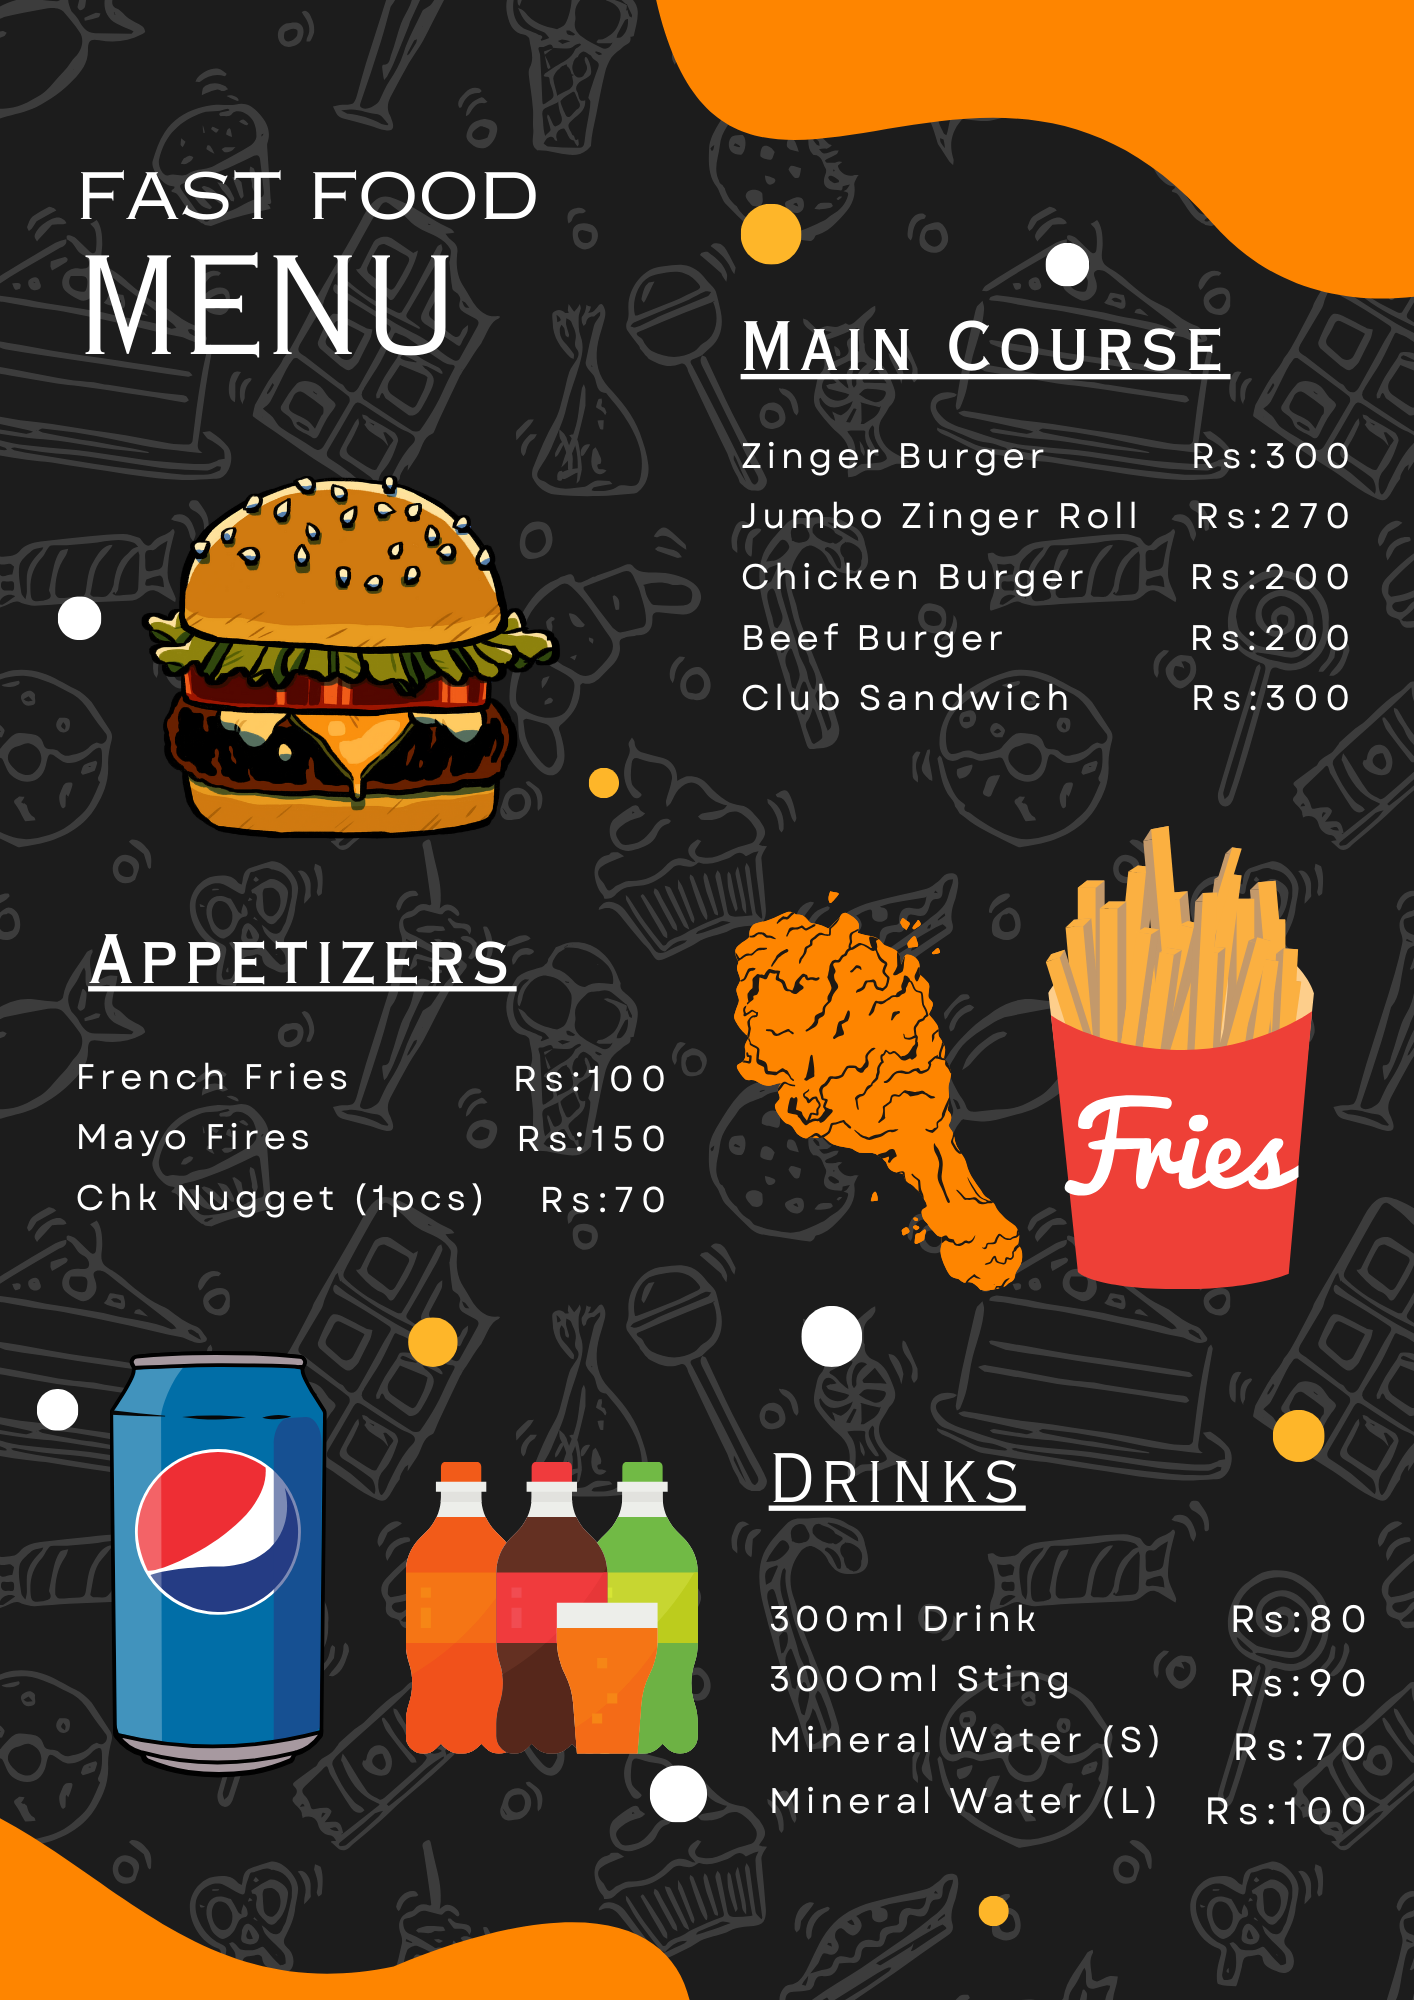 FAST FOOD
MENU
MAIN COURSE
Zinger Burger Rs:300
Jumbo Zinger Roll Rs:270
Chicken Burger Rs:200
Beef Burger Rs:200
Club Sandwich Rs:300
APPETIZERS
French Fries Rs:100
Mayo Fires Rs:150
Chk Nugget (1pcs) Rs:70
Fries
DRINKS
300ml Drink Rs:80
300Oml Sting Rs:90
Mineral Water (S) Rs:70
Mineral Water (L) Rs:100